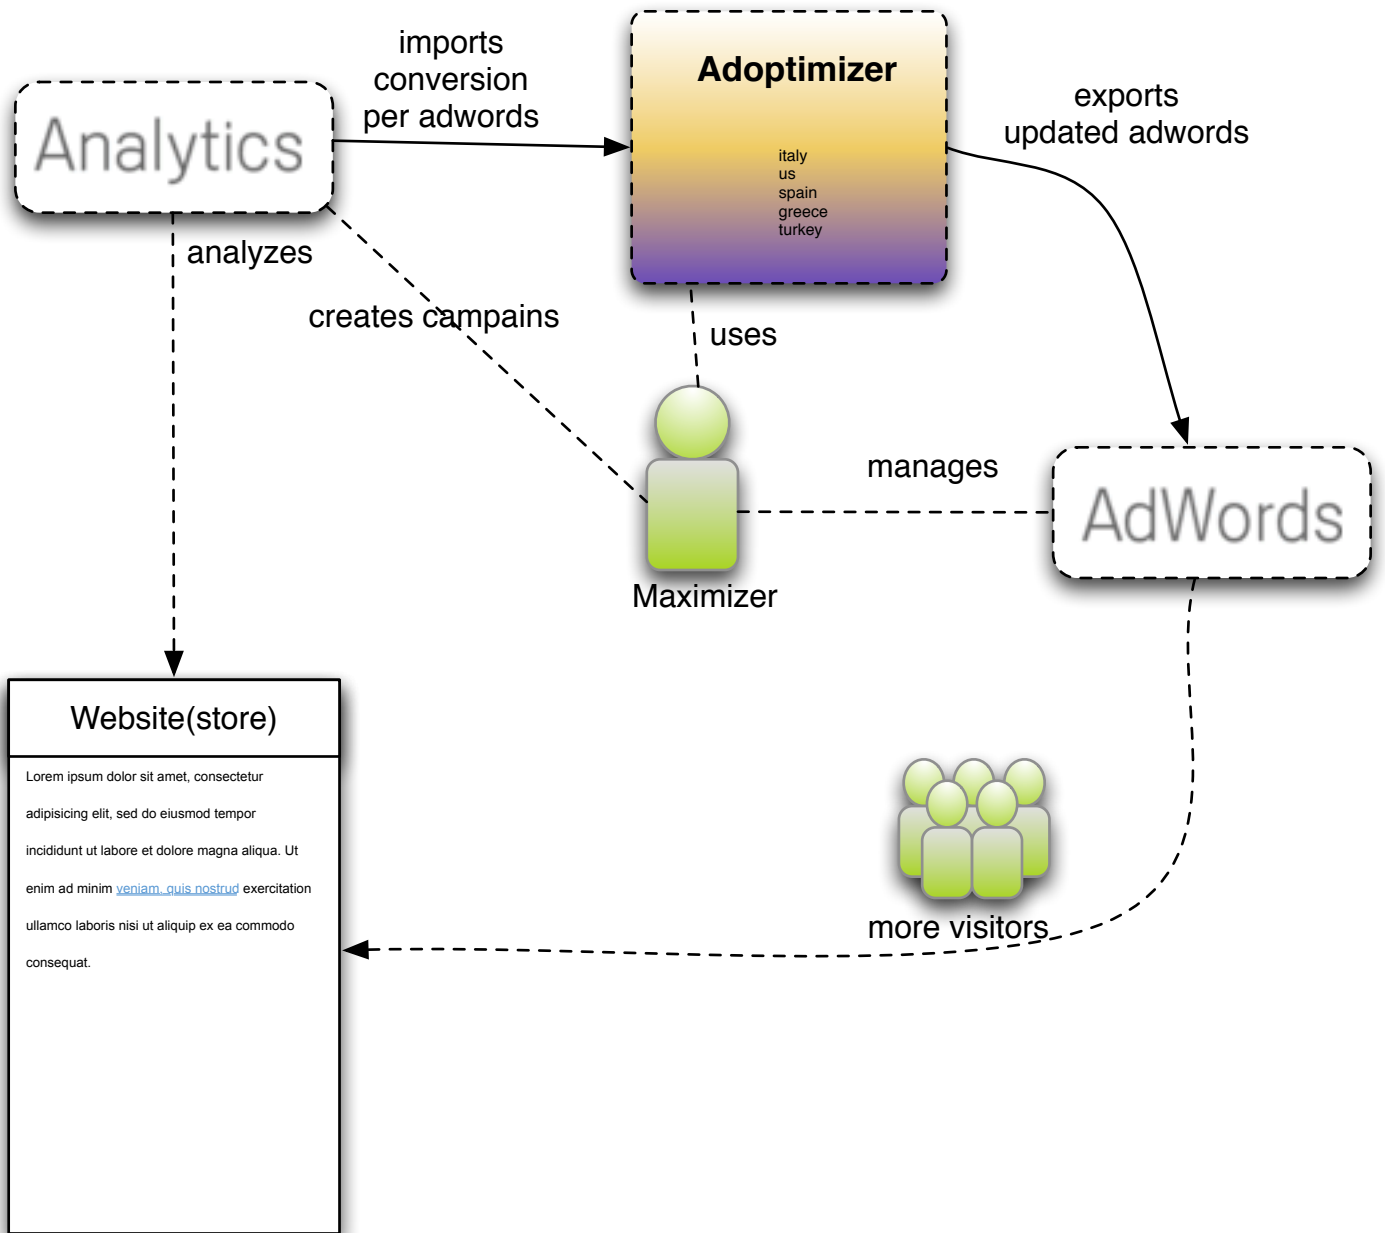 imports
conversion
per adwords
Adoptimizer
exports
updated adwords
Analytics
italy
us
spain
greece
turkey
analyzes
creates campains
uses
manages
AdWords
Maximizer
Website(store)
Lorem ipsum dolor sit amet, consectetur
adipisicing elit, sed do eiusmod tempor
incididunt ut labore et dolore magna aliqua. Ut
enim ad minim veniam, quis nostrud exercitation
ullamco laboris nisi ut aliquip ex ea commodo
consequat.
more visitors